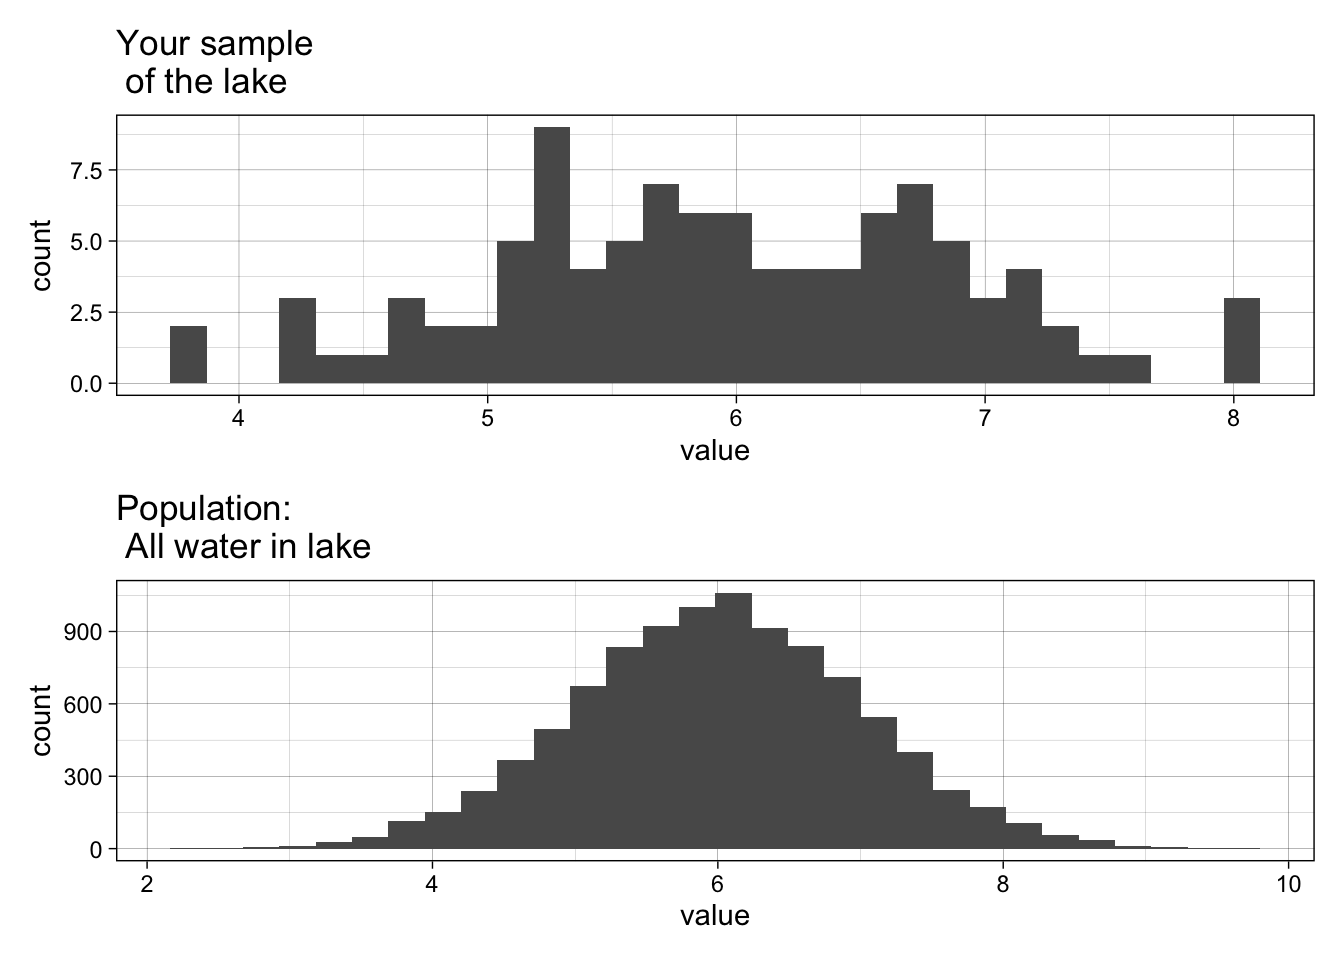 Your sample
of the lake
7.5
5.0
2.5
0.0
count
4 5 6 7 8
value
Population:
All water in lake
900
600
300
0
count
2 4 6 8 10
value